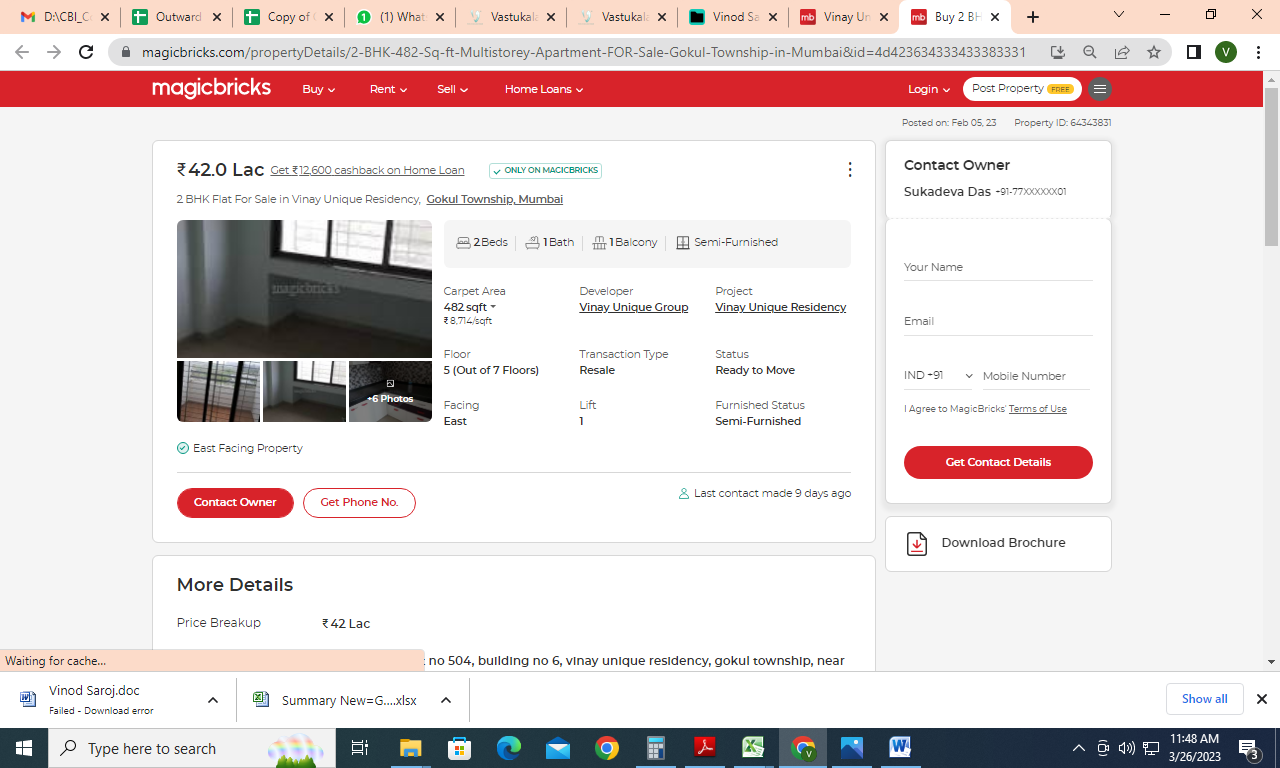 D:\CBI_Co
Outward
Copy of C
(1) Whats
Vastukala
Vastukala
Vinod Sa
Vinay Un
Buy 2 BH
magicbricks.com/propertyDetails/2-BHK-482-Sq-ft-Multistorey-Apartment-FOR-Sale-Gokul-Township-in-Mumbai&id=4d423634333433383331
V
magicbricks
Buy
Rent
Sell
Home Loans
Login
Post Property FREE
Posted on: Feb 05, 23 Property ID: 64343831
₹42.0 Lac Get ₹12,600 cashback on Home Loan ONLY ON MAGICBRICKS
2 BHK Flat For Sale in Vinay Unique Residency, Gokul Township, Mumbai
magicbricks
+6 Photos
2 Beds 1 Bath 1 Balcony Semi-Furnished
Carpet Area Developer Project
482 sqft Vinay Unique Group Vinay Unique Residency
₹8,714/sqft
Floor Transaction Type Status
5 (Out of 7 Floors) Resale Ready to Move
Facing Lift Furnished Status
East 1 Semi-Furnished
East Facing Property
Contact Owner Get Phone No. Last contact made 9 days ago
Contact Owner
Sukadeva Das +91-77XXXXXX01
Your Name
Email
IND +91 Mobile Number
I Agree to MagicBricks' Terms of Use
Get Contact Details
Download Brochure
More Details
Price Breakup ₹42 Lac
no 504, building no 6, vinay unique residency, gokul township, near
Waiting for cache...
Vinod Saroj.doc
Failed - Download error
Summary New=G....xlsx
Show all
Type here to search
11:48 AM
3/26/2023
3